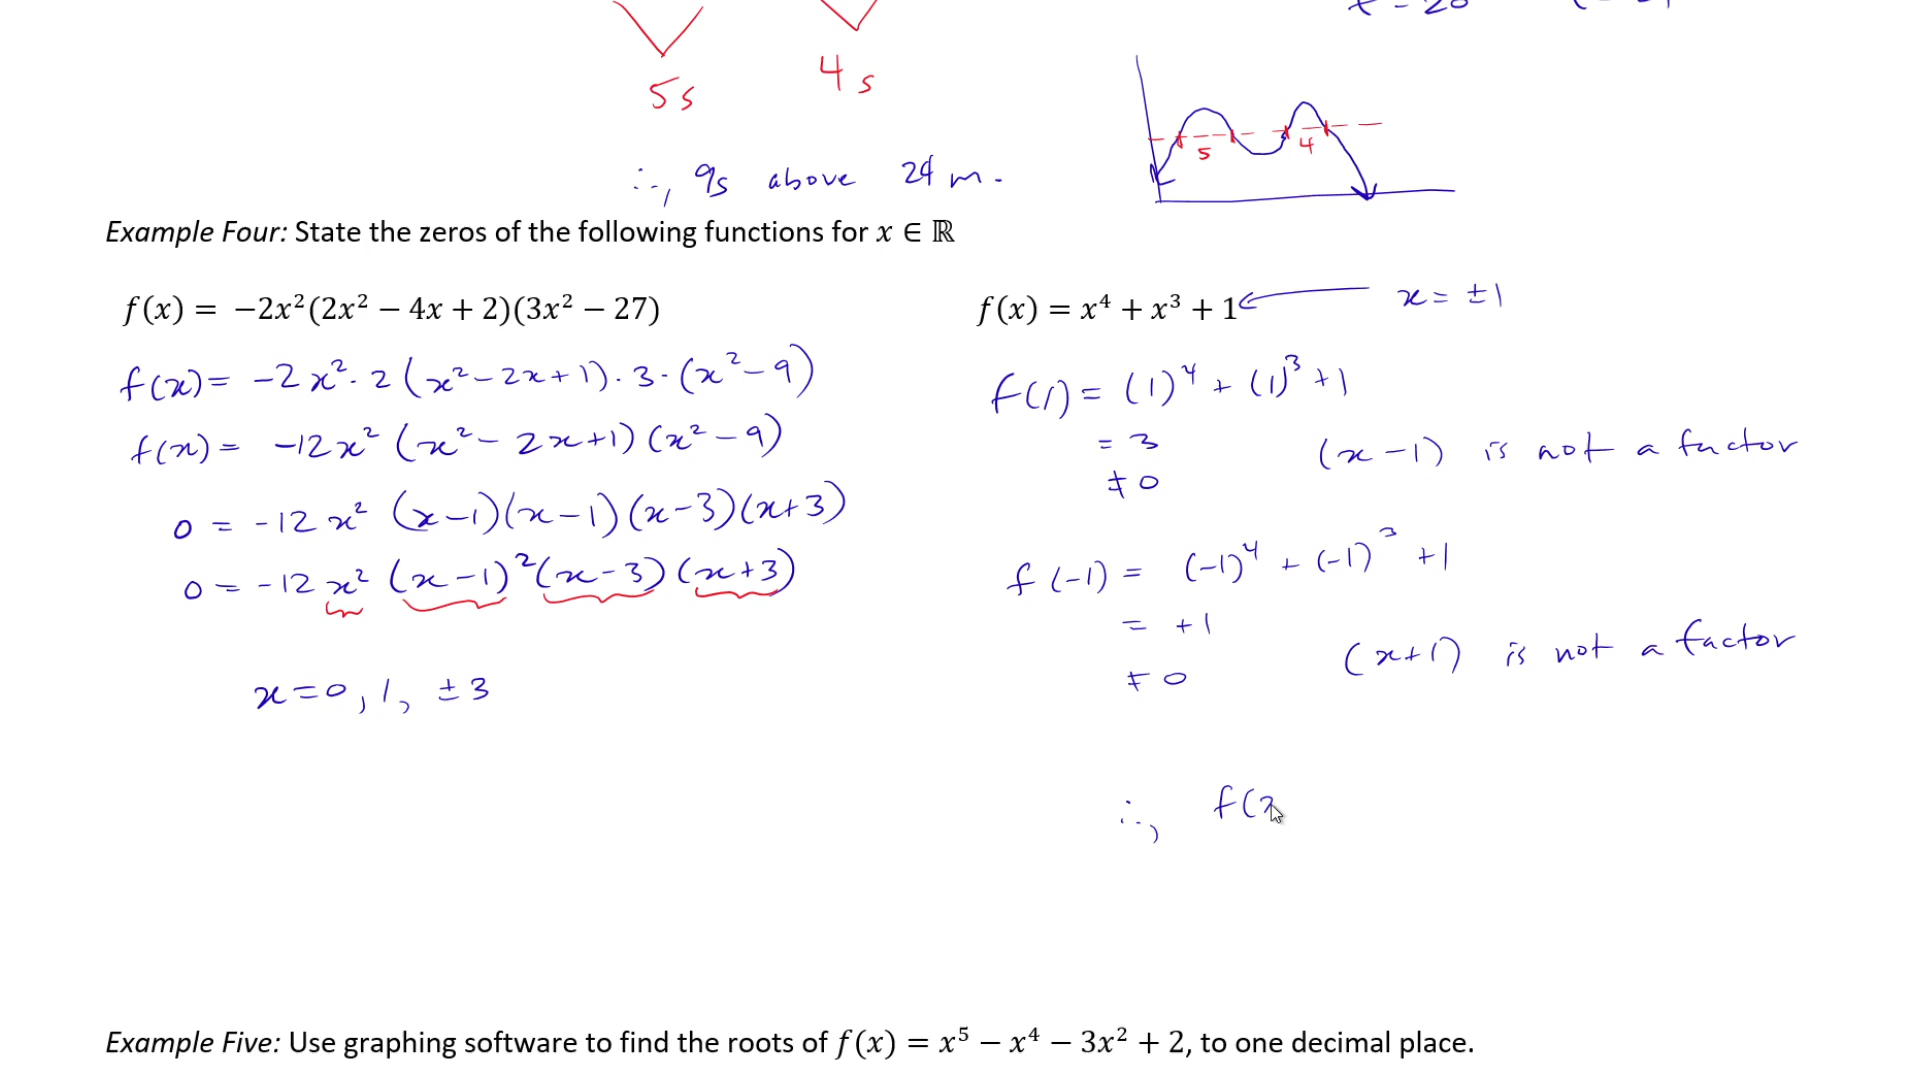 5s
4s
5
4
∴, 9s above 24 m.
Example Four: State the zeros of the following functions for x ∈ ℝ
f(x) = −2x²(2x² − 4x + 2)(3x² − 27)
f(x) = -2x² · 2(x² - 2x + 1) · 3 · (x² - 9)
f(x) = -12x² (x² - 2x + 1)(x² - 9)
0 = -12x² (x-1)(x-1)(x-3)(x+3)
0 = -12x² (x-1)²(x-3)(x+3)
x = 0, 1, ±3
f(x) = x⁴ + x³ + 1
x = ±1
f(1) = (1)⁴ + (1)³ + 1
= 3
≠ 0
(x - 1) is not a factor
f(-1) = (-1)⁴ + (-1)³ + 1
= +1
≠ 0
(x+1) is not a factor
∴, f(
Example Five: Use graphing software to find the roots of f(x) = x⁵ − x⁴ − 3x² + 2, to one decimal place.